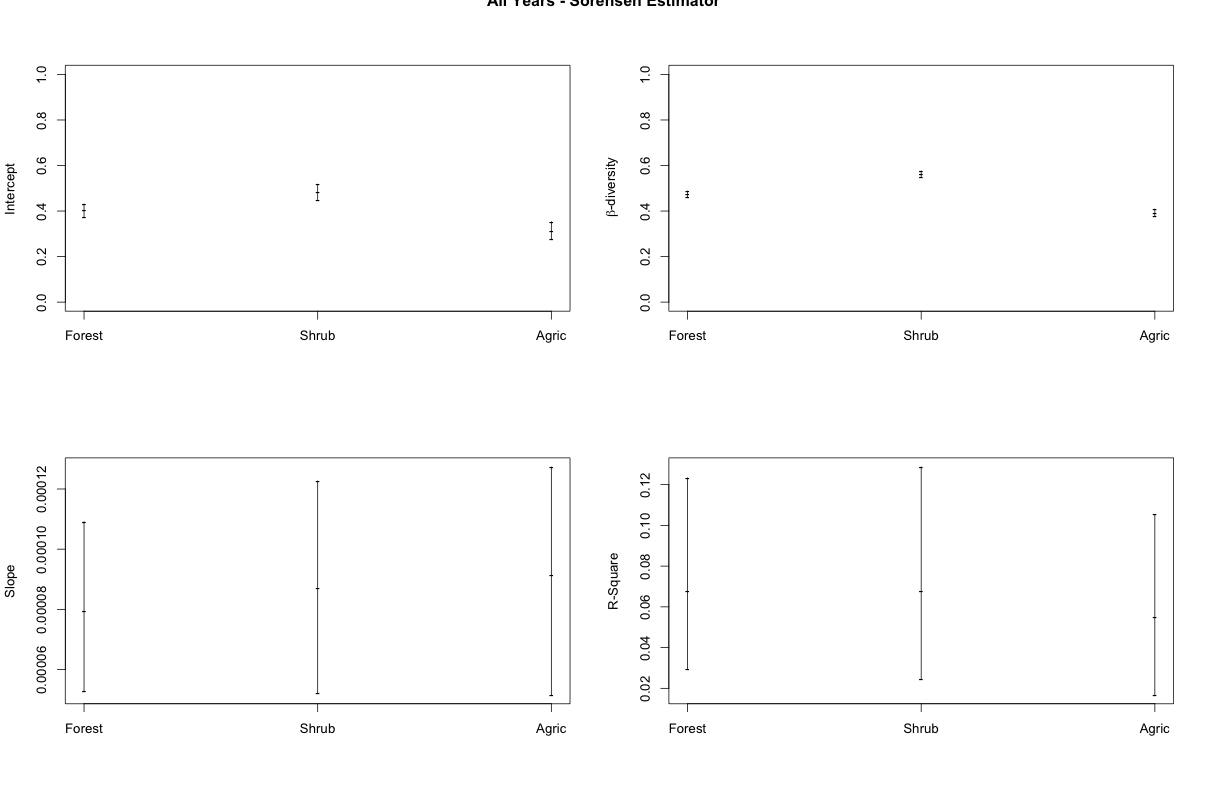 All Years - Sorensen Estimator
Intercept
0.0 0.2 0.4 0.6 0.8 1.0
Forest Shrub Agric
β-diversity
0.0 0.2 0.4 0.6 0.8 1.0
Forest Shrub Agric
Slope
0.00006 0.00008 0.00010 0.00012
Forest Shrub Agric
R-Square
0.02 0.04 0.06 0.08 0.10 0.12
Forest Shrub Agric